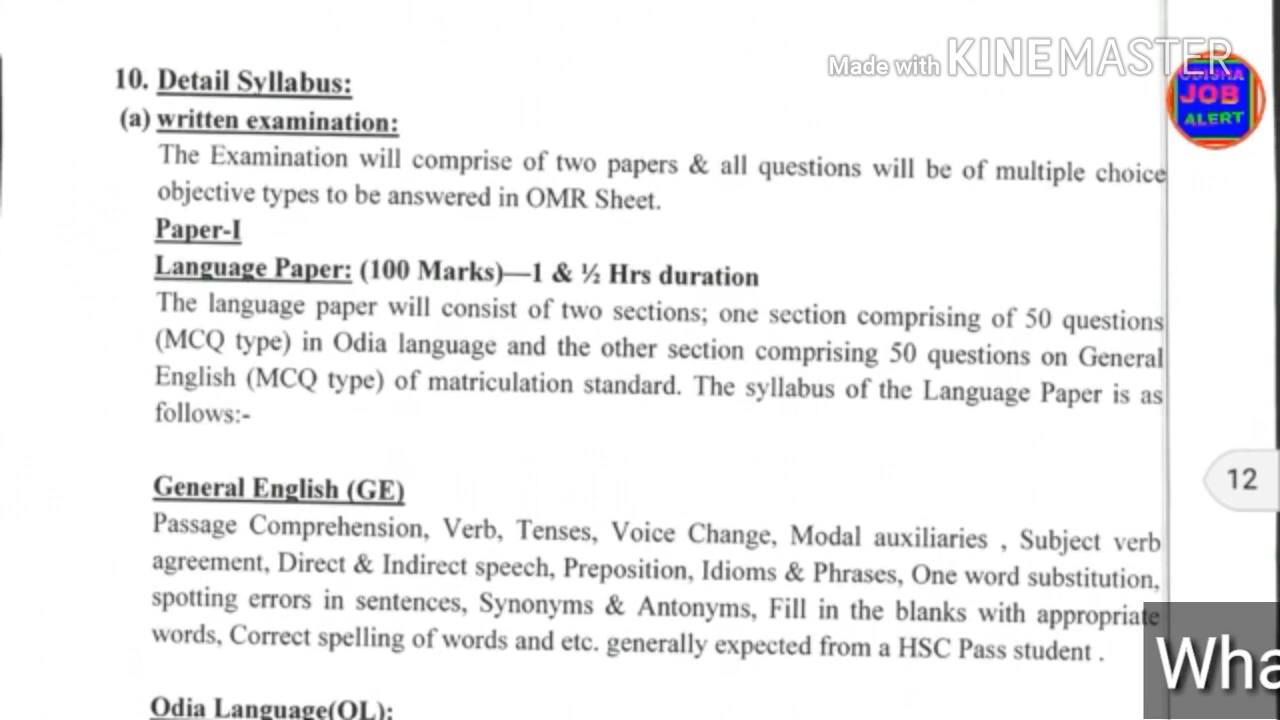 Made with KINEMASTER
ODISHA
JOB
ALERT
10. Detail Syllabus:
(a) written examination:
The Examination will comprise of two papers & all questions will be of multiple choice
objective types to be answered in OMR Sheet.
Paper-I
Language Paper: (100 Marks)—1 & ½ Hrs duration
The language paper will consist of two sections; one section comprising of 50 questions
(MCQ type) in Odia language and the other section comprising 50 questions on General
English (MCQ type) of matriculation standard. The syllabus of the Language Paper is as
follows:-
12
General English (GE)
Passage Comprehension, Verb, Tenses, Voice Change, Modal auxiliaries , Subject verb
agreement, Direct & Indirect speech, Preposition, Idioms & Phrases, One word substitution,
spotting errors in sentences, Synonyms & Antonyms, Fill in the blanks with appropriate
words, Correct spelling of words and etc. generally expected from a HSC Pass student .
Wha
Odia Language(OL):